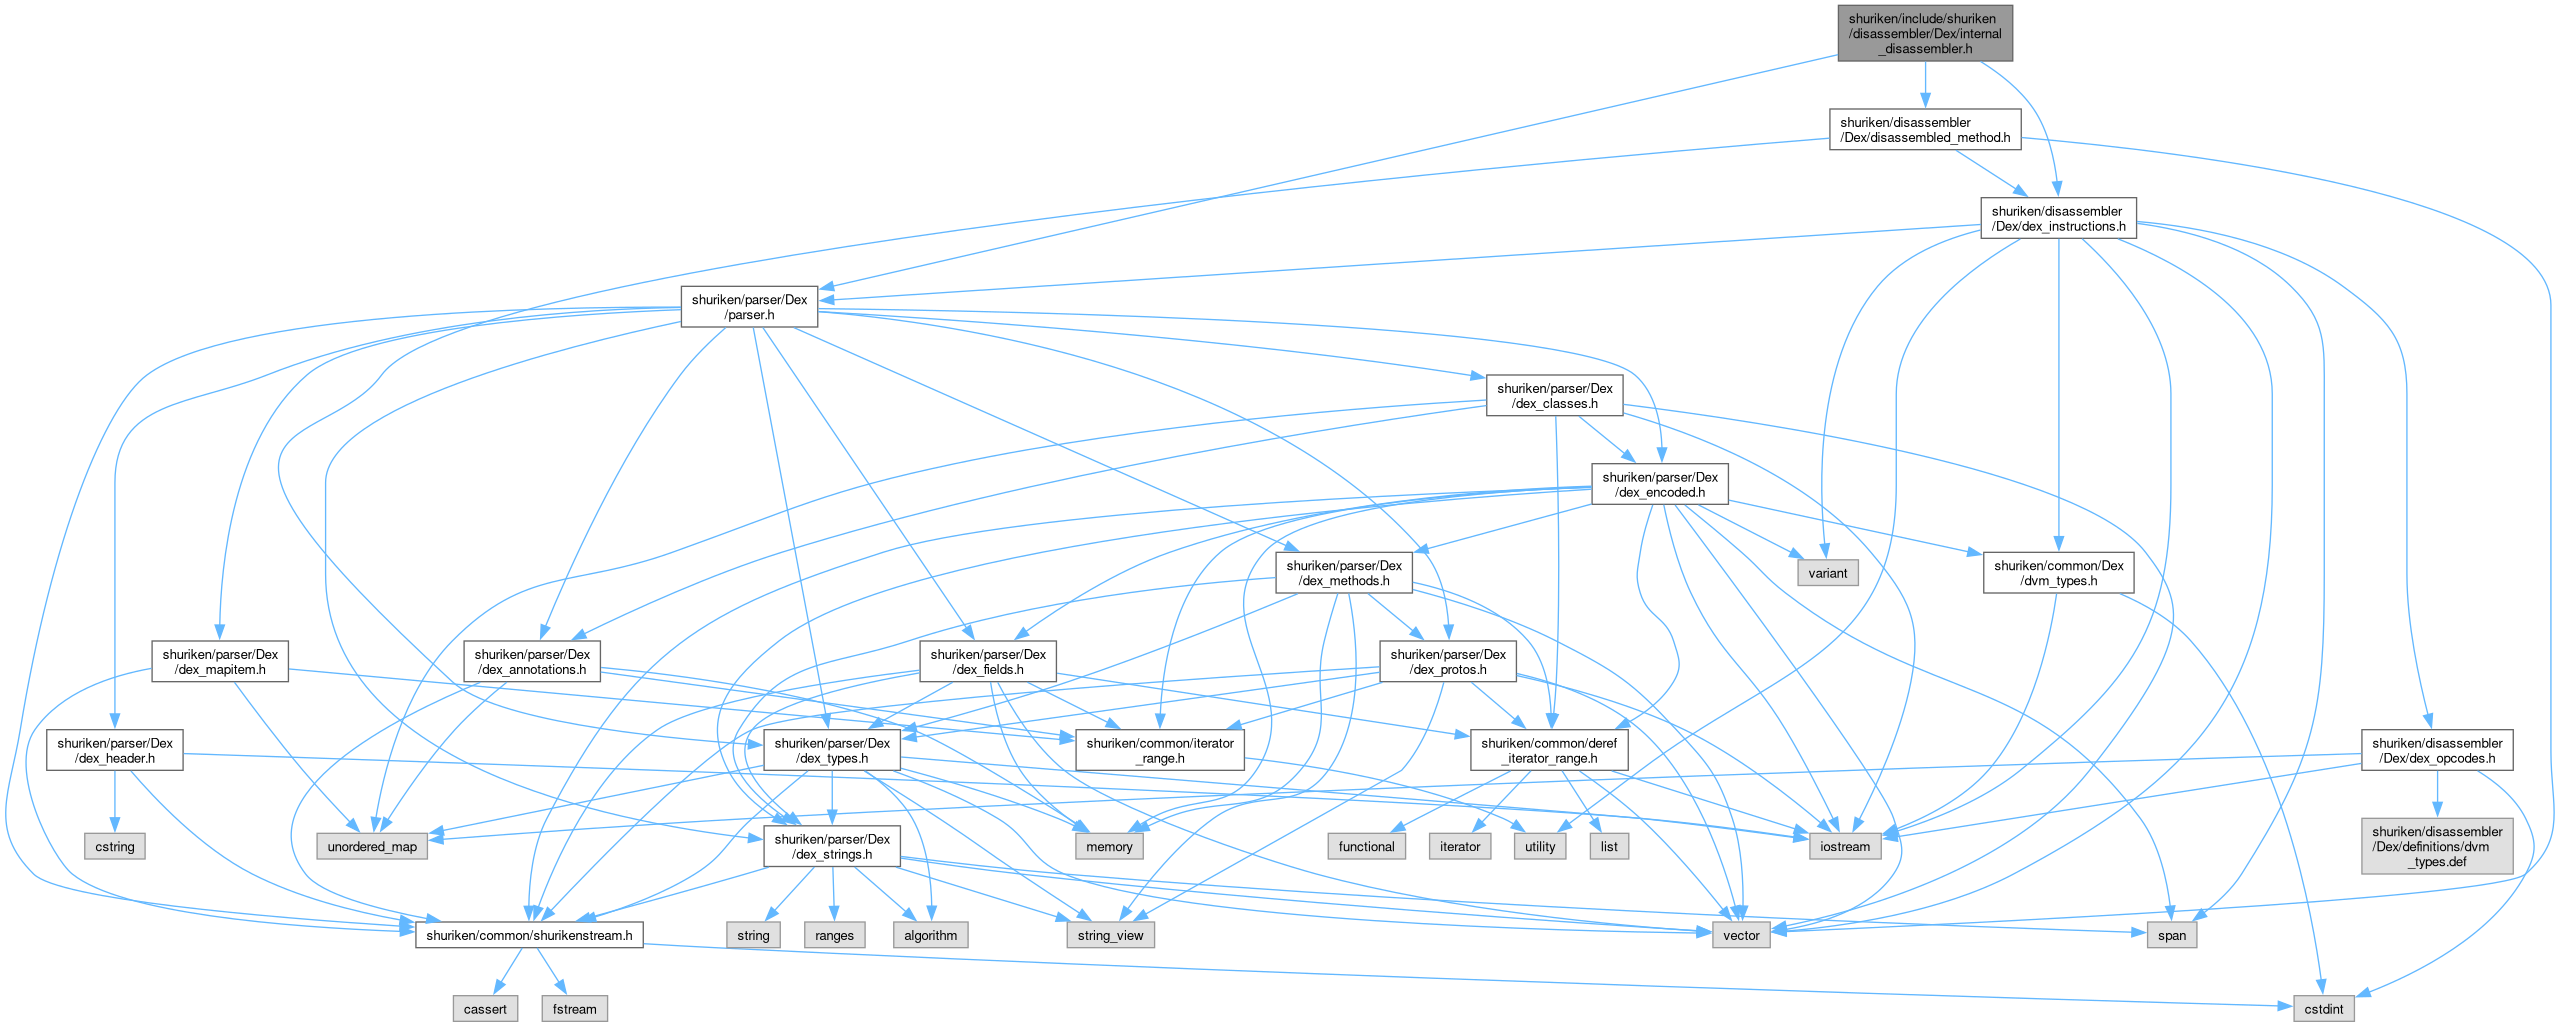 shuriken/include/shuriken
/disassembler/Dex/internal
_disassembler.h
shuriken/disassembler
/Dex/disassembled_method.h
shuriken/disassembler
/Dex/dex_instructions.h
shuriken/parser/Dex
/parser.h
shuriken/parser/Dex
/dex_classes.h
shuriken/parser/Dex
/dex_encoded.h
shuriken/parser/Dex
/dex_methods.h
variant
shuriken/common/Dex
/dvm_types.h
shuriken/parser/Dex
/dex_mapitem.h
shuriken/parser/Dex
/dex_annotations.h
shuriken/parser/Dex
/dex_fields.h
shuriken/parser/Dex
/dex_protos.h
shuriken/parser/Dex
/dex_header.h
shuriken/parser/Dex
/dex_types.h
shuriken/common/iterator
_range.h
shuriken/common/deref
_iterator_range.h
shuriken/disassembler
/Dex/dex_opcodes.h
cstring
unordered_map
shuriken/parser/Dex
/dex_strings.h
memory
functional
iterator
utility
list
iostream
shuriken/disassembler
/Dex/definitions/dvm
_types.def
shuriken/common/shurikenstream.h
string
ranges
algorithm
string_view
vector
span
cassert
fstream
cstdint